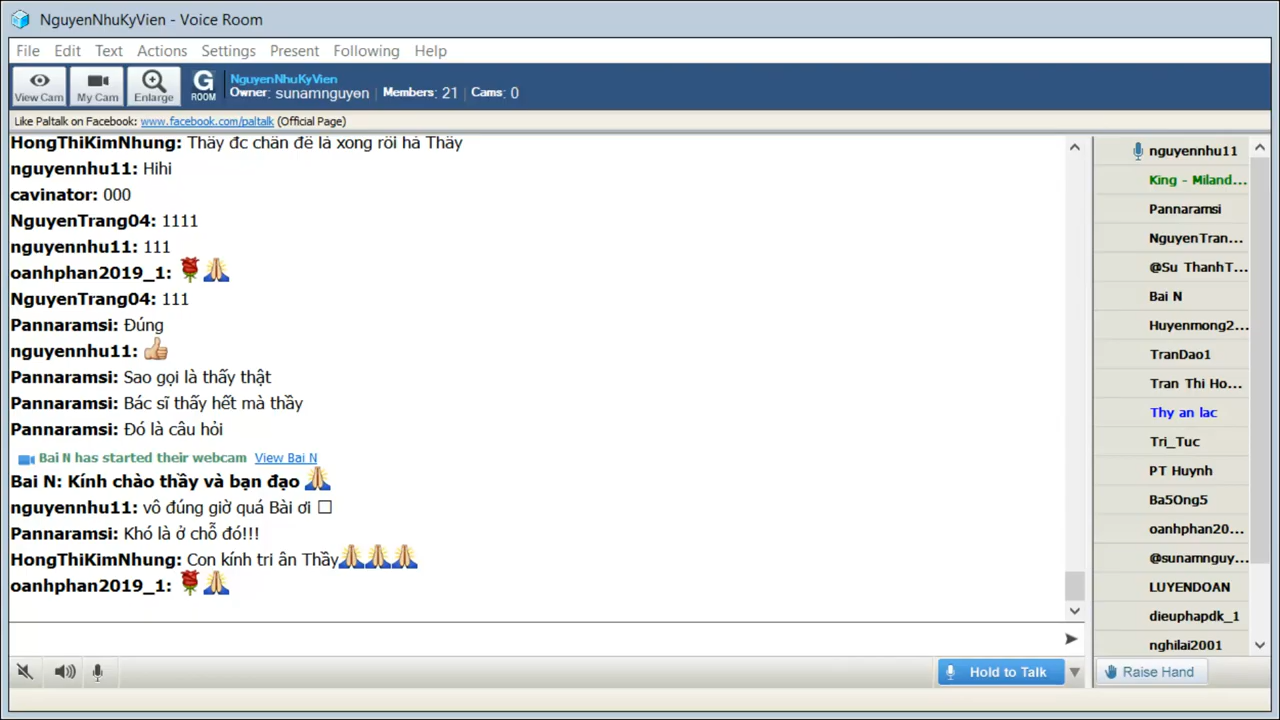 NguyenNhuKyVien - Voice Room
File Edit Text Actions Settings Present Following Help
View Cam My Cam Enlarge G ROOM
NguyenNhuKyVien
Owner: sunamnguyen | Members: 21 | Cams: 0
Like Paltalk on Facebook: www.facebook.com/paltalk (Official Page)
HongThiKimNhung: Thầy đc chân đế là xong rồi hả Thầy
nguyennhu11: Hihi
cavinator: 000
NguyenTrang04: 1111
nguyennhu11: 111
oanhphan2019_1: 🌹🙏
NguyenTrang04: 111
Pannaramsi: Đúng
nguyennhu11: 👍
Pannaramsi: Sao gọi là thấy thật
Pannaramsi: Bác sĩ thấy hết mà thầy
Pannaramsi: Đó là câu hỏi
Bai N has started their webcam View Bai N
Bai N: Kính chào thầy và bạn đạo 🙏
nguyennhu11: vô đúng giờ quá Bài ơi □
Pannaramsi: Khó là ở chỗ đó!!!
HongThiKimNhung: Con kính tri ân Thầy🙏🙏🙏
oanhphan2019_1: 🌹🙏
nguyennhu11
King - Miland...
Pannaramsi
NguyenTran...
@Su ThanhT...
Bai N
Huyenmong2...
TranDao1
Tran Thi Ho...
Thy an lac
Tri_Tuc
PT Huynh
Ba5Ong5
oanhphan20...
@sunamnguy...
LUYENDOAN
dieuphapdk_1
nghilai2001
Hold to Talk
Raise Hand